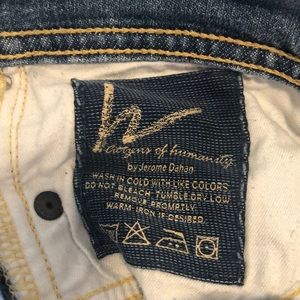 citizens of humanity
by Jerome Dahan
WASH IN COLD WITH LIKE COLORS
DO NOT BLEACH. TUMBLE DRY LOW
REMOVE PROMPTLY.
WARM-IRON IF DESIRED